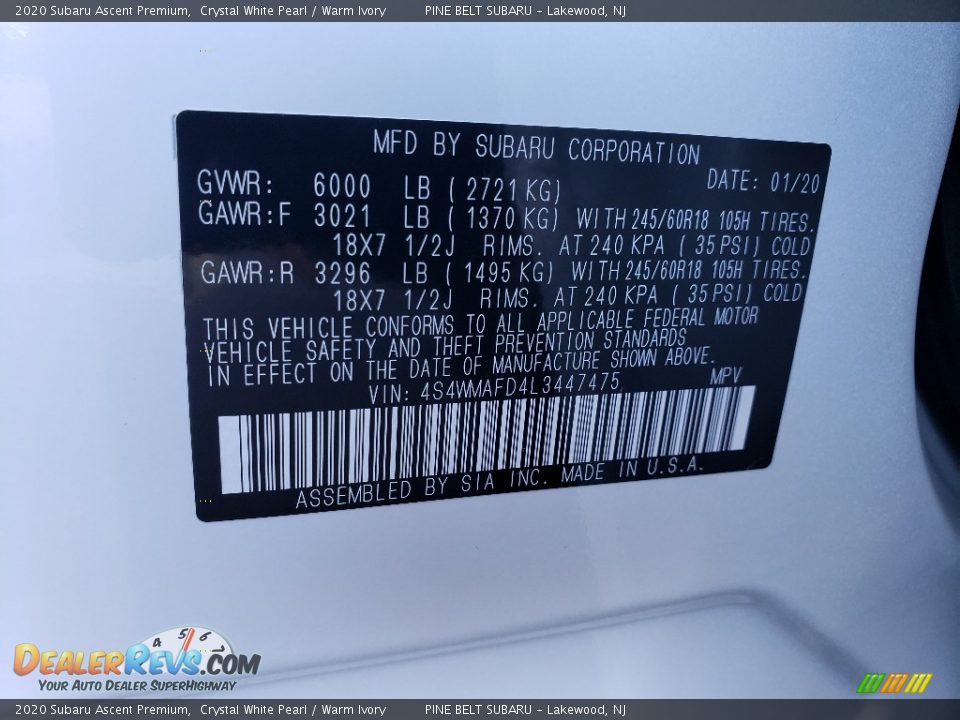 2020 Subaru Ascent Premium, Crystal White Pearl / Warm Ivory PINE BELT SUBARU - Lakewood, NJ
MFD BY SUBARU CORPORATION
GVWR: 6000 LB ( 2721 KG) DATE: 01/20
GAWR:F 3021 LB ( 1370 KG) WITH 245/60R18 105H TIRES.
18X7 1/2J RIMS. AT 240 KPA ( 35 PSI) COLD
GAWR:R 3296 LB ( 1495 KG) WITH 245/60R18 105H TIRES.
18X7 1/2J RIMS. AT 240 KPA ( 35 PSI) COLD
THIS VEHICLE CONFORMS TO ALL APPLICABLE FEDERAL MOTOR
VEHICLE SAFETY AND THEFT PREVENTION STANDARDS
IN EFFECT ON THE DATE OF MANUFACTURE SHOWN ABOVE.
VIN: 4S4WMAFD4L3447475 MPV
ASSEMBLED BY SIA INC. MADE IN U.S.A.
4 5 6
DEALERREVS.COM
YOUR AUTO DEALER SUPERHIGHWAY
2020 Subaru Ascent Premium, Crystal White Pearl / Warm Ivory PINE BELT SUBARU - Lakewood, NJ